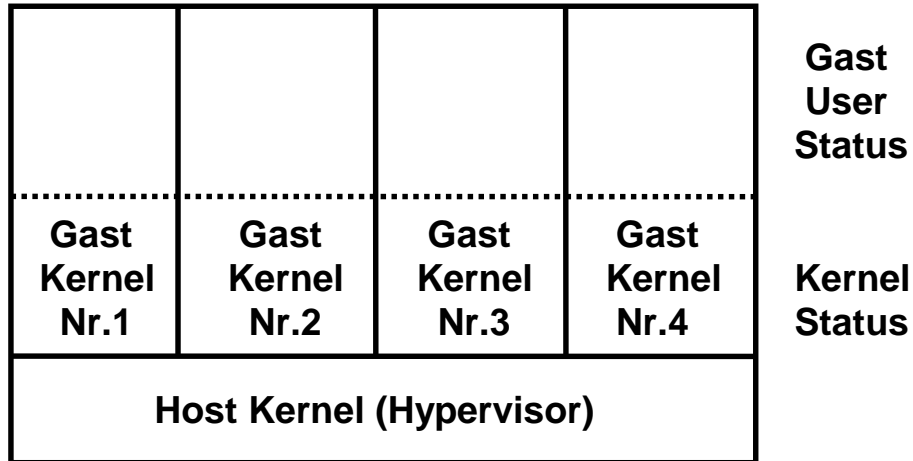 Gast
User
Status
Gast
Kernel
Nr.1
Gast
Kernel
Nr.2
Gast
Kernel
Nr.3
Gast
Kernel
Nr.4
Kernel
Status
Host Kernel (Hypervisor)